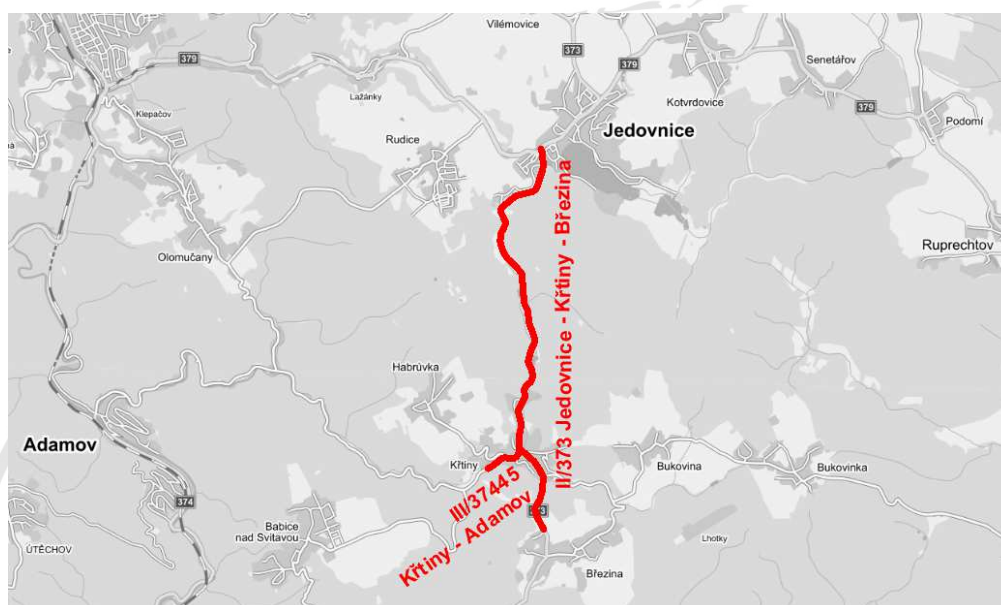 Vilémovice
373
379
379
Senetářov
Lažánky
Kotvrdovice
379
Klepačov
Podomí
Jedovnice
Rudice
II/373 Jedovnice - Křtiny - Březina
Ruprechtov
Olomučany
Habrůvka
Adamov
Křtiny
Bukovina
Bukovinka
III/37445
Křtiny - Adamov
374
Babice
nad Svitavou
Lhotky
ÚTĚCHOV
Březina